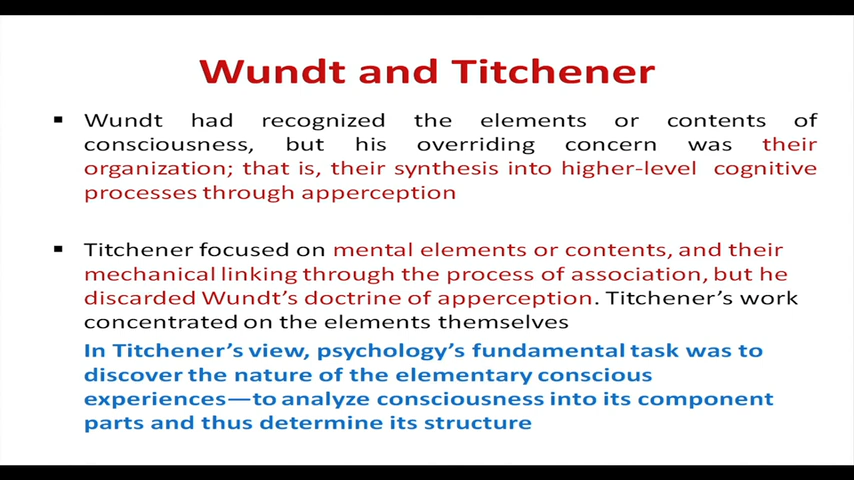 Wundt and Titchener
▪ Wundt had recognized the elements or contents of
consciousness, but his overriding concern was their
organization; that is, their synthesis into higher-level cognitive
processes through apperception
▪ Titchener focused on mental elements or contents, and their
mechanical linking through the process of association, but he
discarded Wundt's doctrine of apperception. Titchener's work
concentrated on the elements themselves
In Titchener's view, psychology's fundamental task was to
discover the nature of the elementary conscious
experiences—to analyze consciousness into its component
parts and thus determine its structure